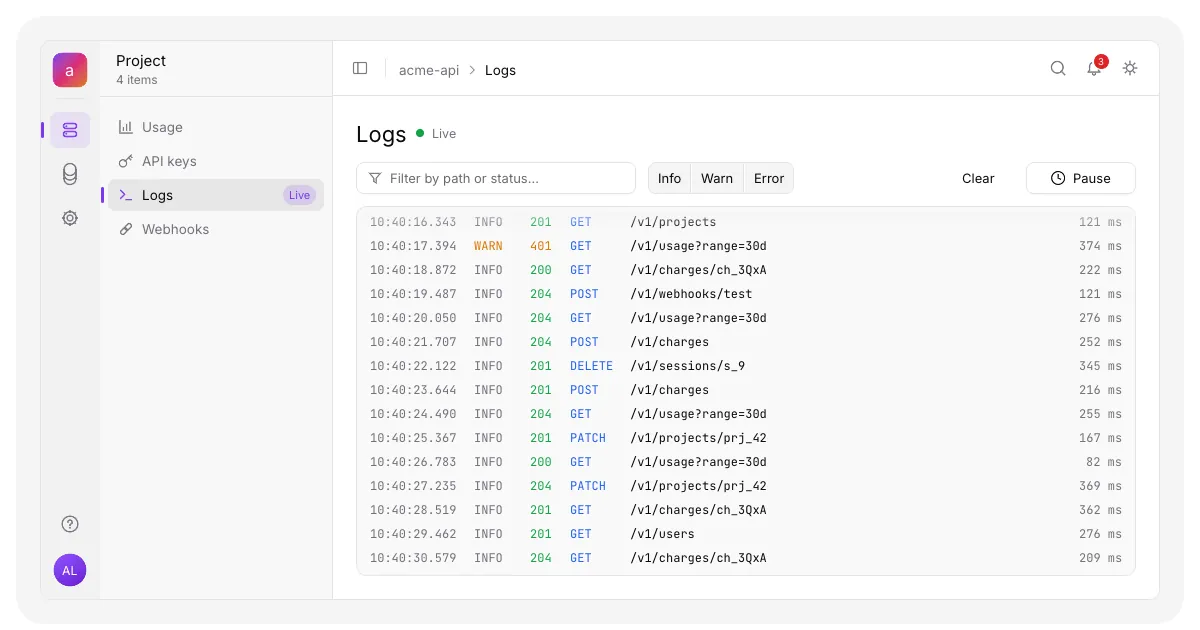 a
Project
4 items
Usage
API keys
Logs Live
Webhooks
AL
acme-api > Logs
3
Logs Live
Filter by path or status...
Info Warn Error
Clear Pause
10:40:16.343 INFO 201 GET /v1/projects 121 ms
10:40:17.394 WARN 401 GET /v1/usage?range=30d 374 ms
10:40:18.872 INFO 200 GET /v1/charges/ch_3QxA 222 ms
10:40:19.487 INFO 204 POST /v1/webhooks/test 121 ms
10:40:20.050 INFO 204 GET /v1/usage?range=30d 276 ms
10:40:21.707 INFO 204 POST /v1/charges 252 ms
10:40:22.122 INFO 201 DELETE /v1/sessions/s_9 345 ms
10:40:23.644 INFO 201 POST /v1/charges 216 ms
10:40:24.490 INFO 204 GET /v1/usage?range=30d 255 ms
10:40:25.367 INFO 201 PATCH /v1/projects/prj_42 167 ms
10:40:26.783 INFO 200 GET /v1/usage?range=30d 82 ms
10:40:27.235 INFO 204 PATCH /v1/projects/prj_42 369 ms
10:40:28.519 INFO 201 GET /v1/charges/ch_3QxA 362 ms
10:40:29.462 INFO 201 GET /v1/users 276 ms
10:40:30.579 INFO 204 GET /v1/charges/ch_3QxA 209 ms